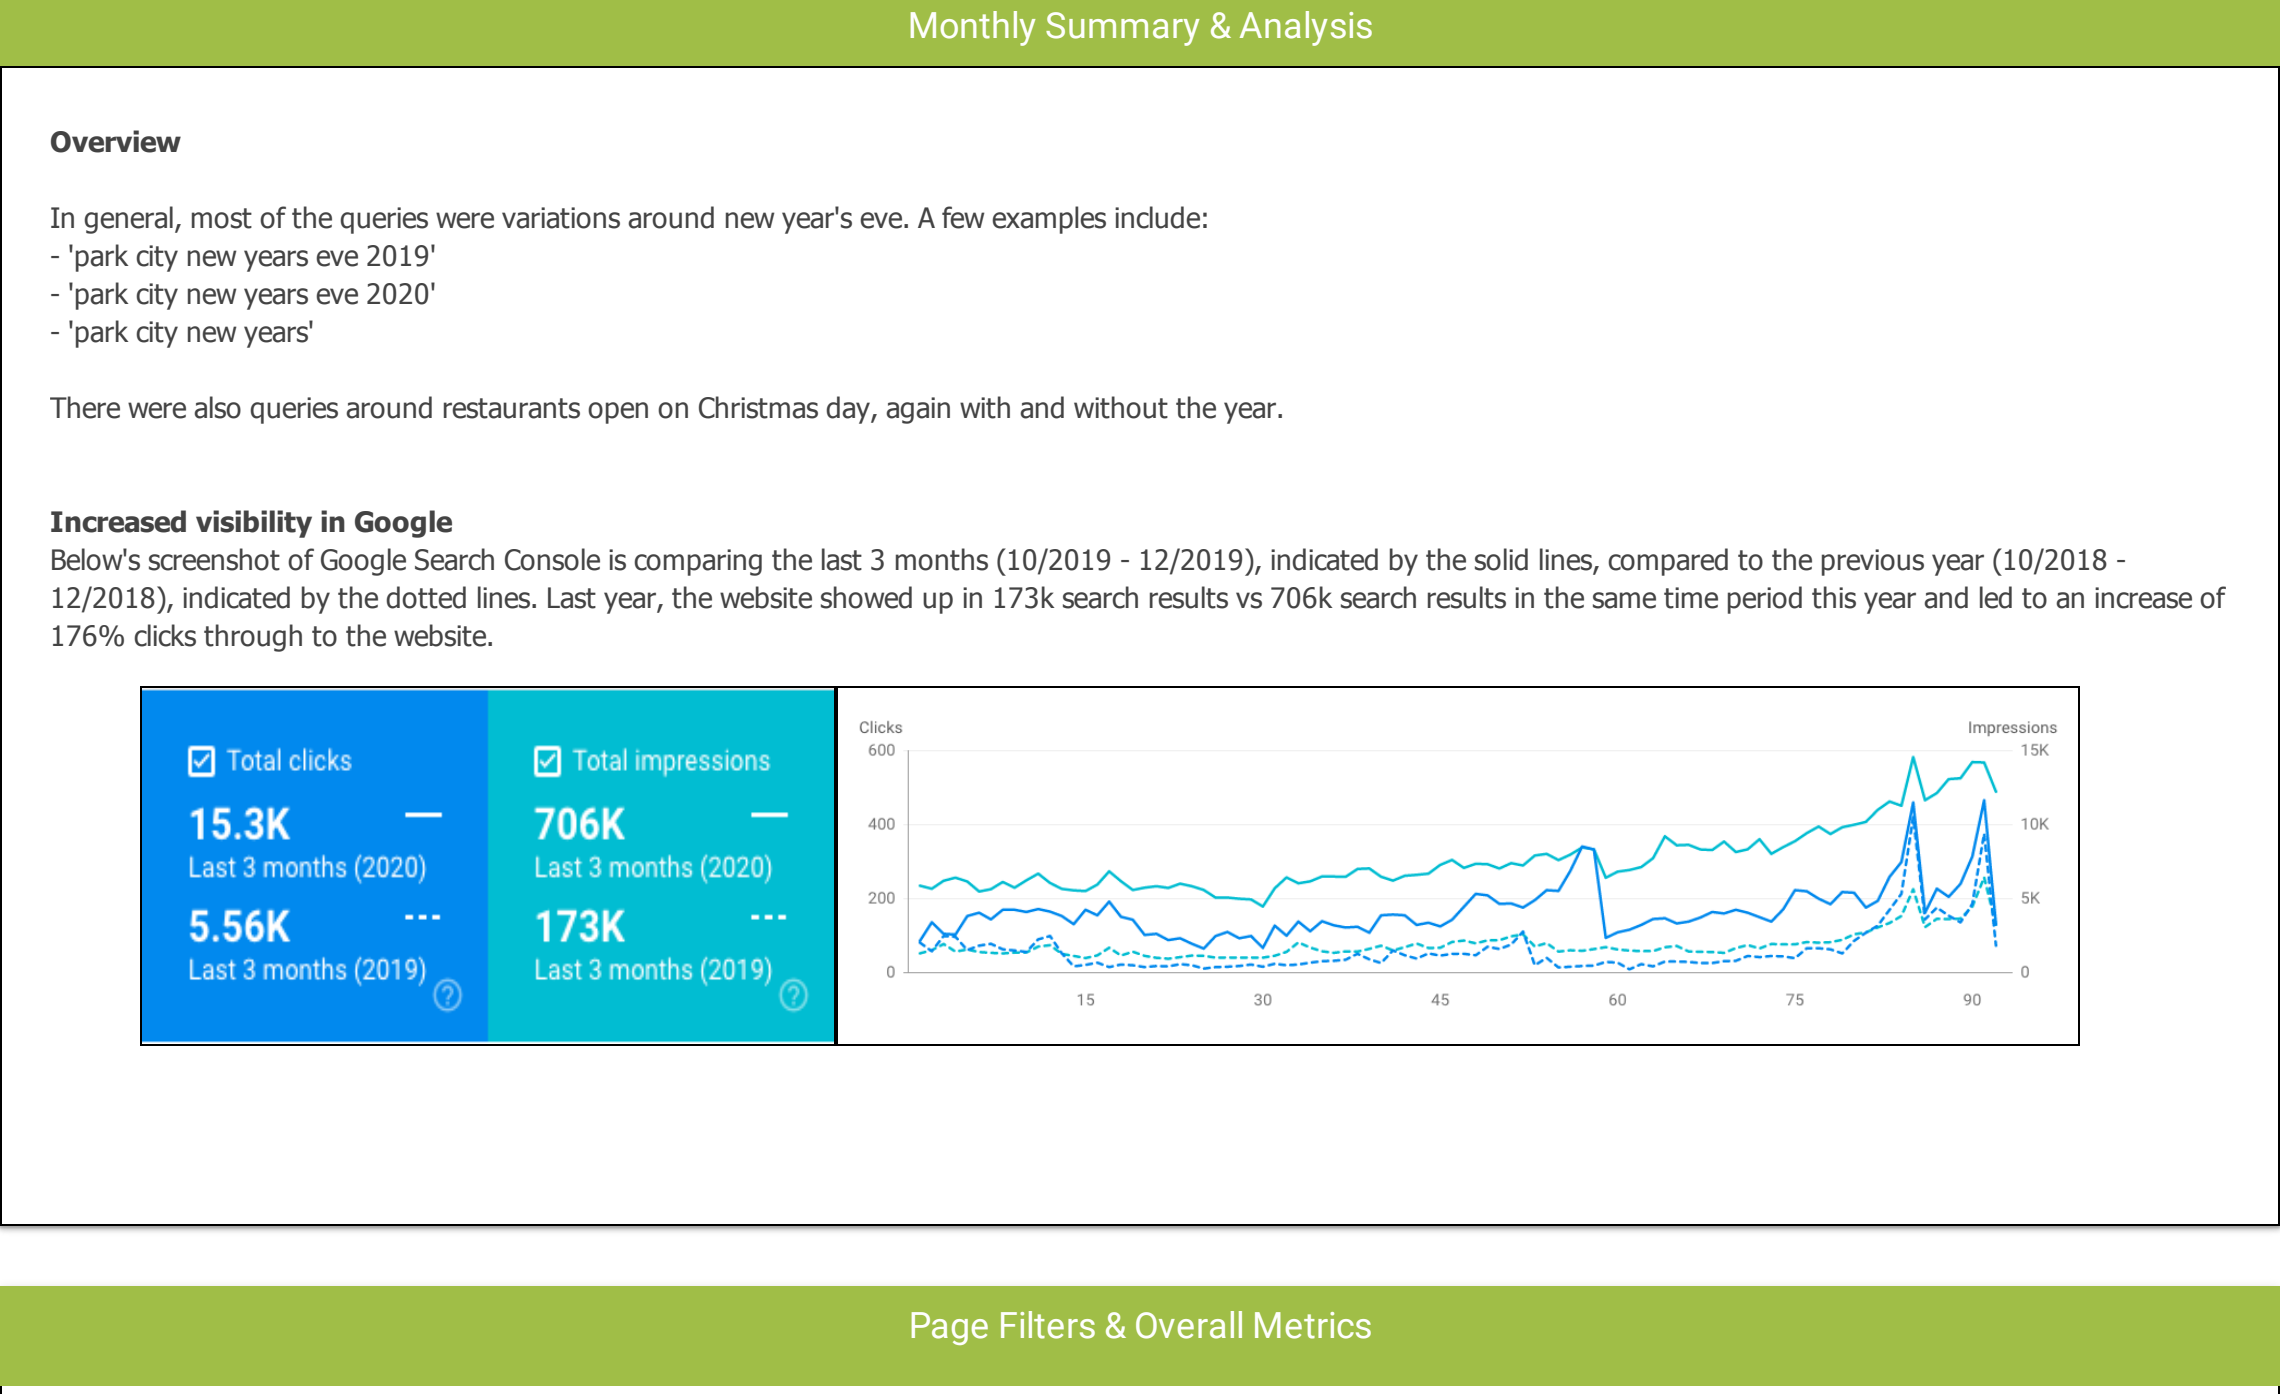 Monthly Summary & Analysis
Overview
In general, most of the queries were variations around new year's eve. A few examples include:
- 'park city new years eve 2019'
- 'park city new years eve 2020'
- 'park city new years'
There were also queries around restaurants open on Christmas day, again with and without the year.
Increased visibility in Google
Below's screenshot of Google Search Console is comparing the last 3 months (10/2019 - 12/2019), indicated by the solid lines, compared to the previous year (10/2018 -
12/2018), indicated by the dotted lines. Last year, the website showed up in 173k search results vs 706k search results in the same time period this year and led to an increase of
176% clicks through to the website.
Total clicks
15.3K
Last 3 months (2020)
5.56K
Last 3 months (2019)
?
Total impressions
706K
Last 3 months (2020)
173K
Last 3 months (2019)
?
Clicks
600
400
200
0
Impressions
15K
10K
5K
0
15 30 45 60 75 90
Page Filters & Overall Metrics